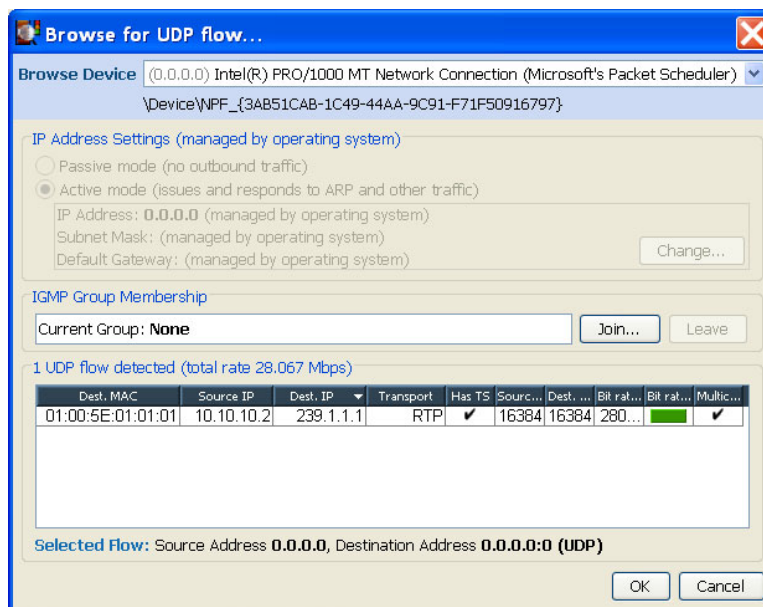 Browse for UDP flow...
Browse Device (0.0.0.0) Intel(R) PRO/1000 MT Network Connection (Microsoft's Packet Scheduler)
\Device\NPF_{3AB51CAB-1C49-44AA-9C91-F71F50916797}
IP Address Settings (managed by operating system)
Passive mode (no outbound traffic)
Active mode (issues and responds to ARP and other traffic)
IP Address: 0.0.0.0 (managed by operating system)
Subnet Mask: (managed by operating system)
Default Gateway: (managed by operating system)
Change...
IGMP Group Membership
Current Group: None Join... Leave
1 UDP flow detected (total rate 28.067 Mbps)
Dest. MAC Source IP Dest. IP Transport Has TS Sourc... Dest. ... Bit rat... Bit rat... Multic...
01:00:5E:01:01:01 10.10.10.2 239.1.1.1 RTP ✔ 16384 16384 280... ✔
Selected Flow: Source Address 0.0.0.0, Destination Address 0.0.0.0:0 (UDP)
OK Cancel